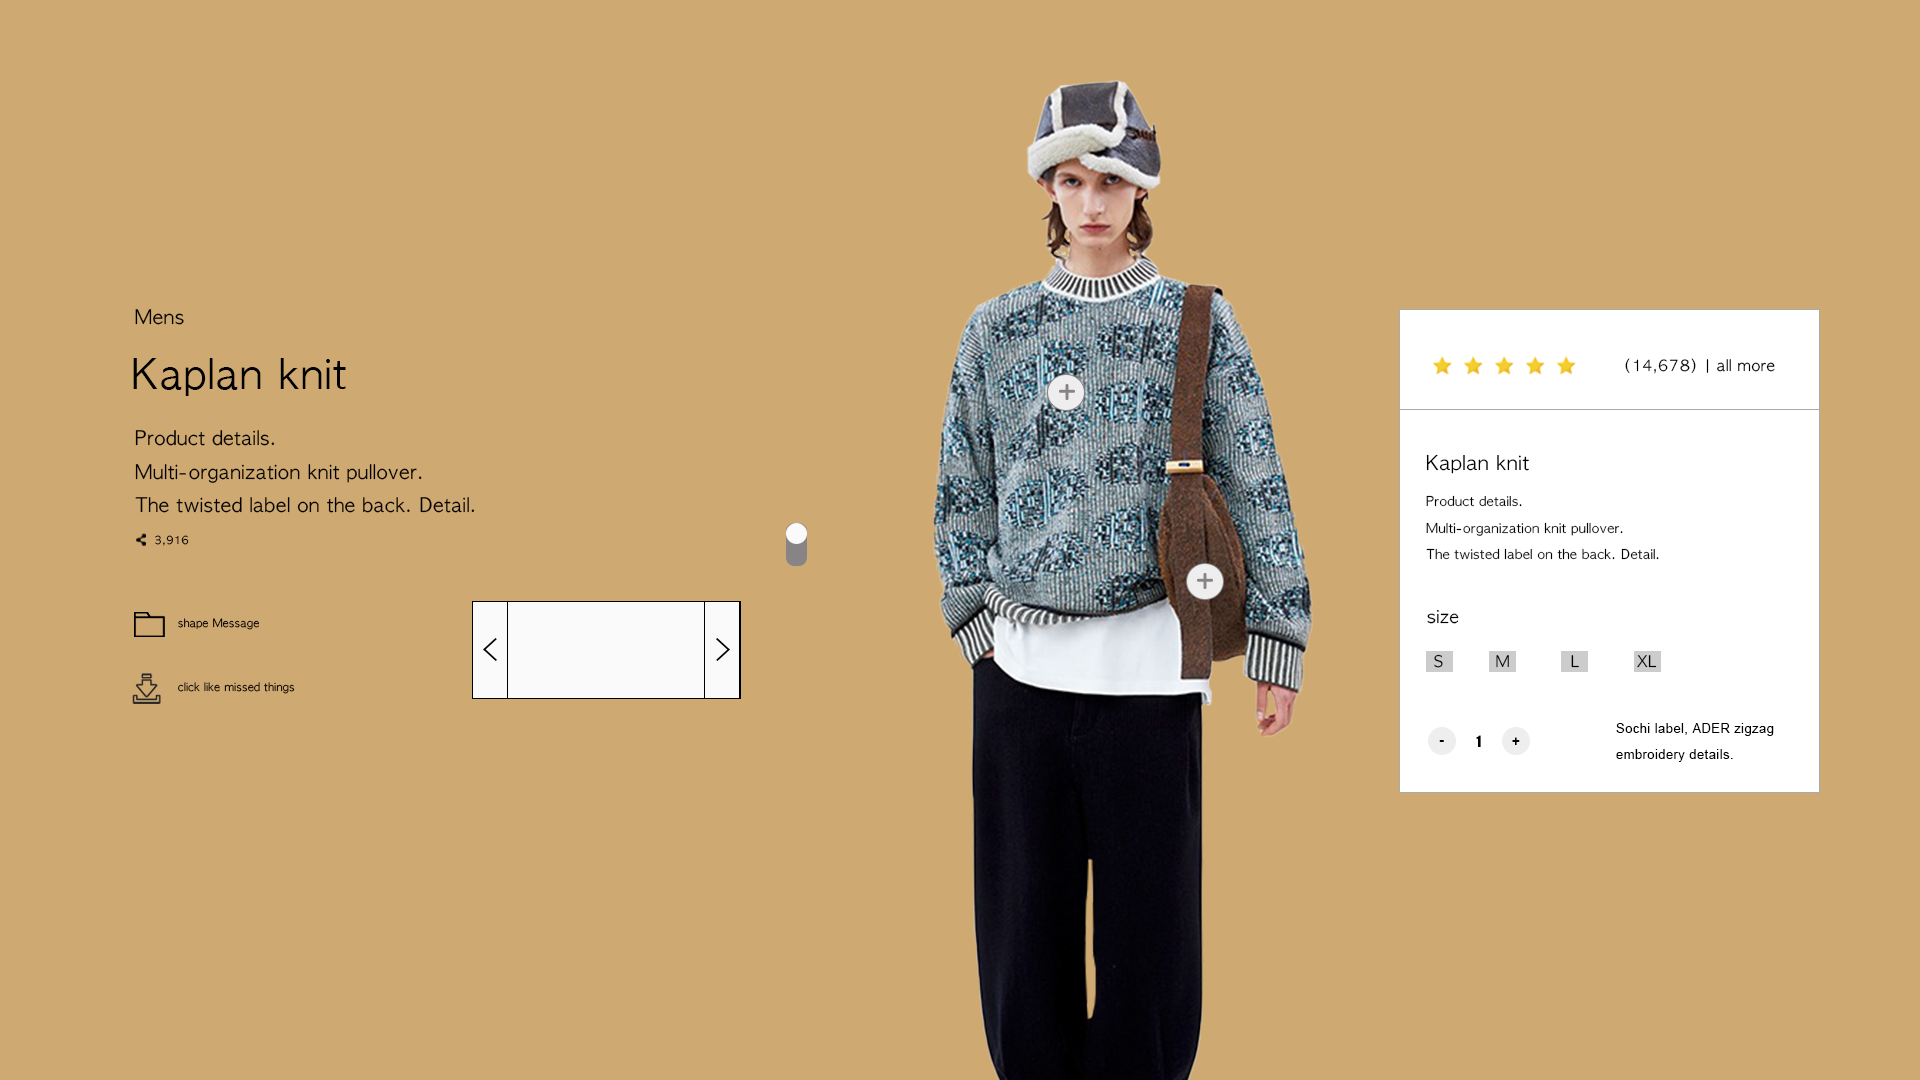 Mens
Kaplan knit
Product details.
Multi-organization knit pullover.
The twisted label on the back. Detail.
3,916
shape Message
click like missed things
(14,678) | all more
Kaplan knit
Product details.
Multi-organization knit pullover.
The twisted label on the back. Detail.
size
S M L XL
- 1 +
Sochi label, ADER zigzag
embroidery details.